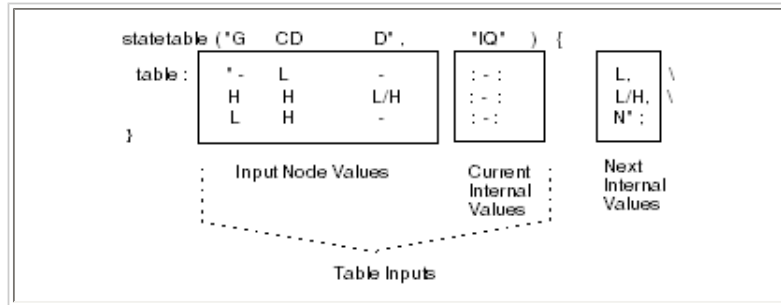 statetable ("G CD D", "IQ" ) {
table : "- L - : - : L, \
H H L/H : - : L/H, \
L H - : - : N" ;
}
Input Node Values
Current Internal Values
Next Internal Values
Table Inputs